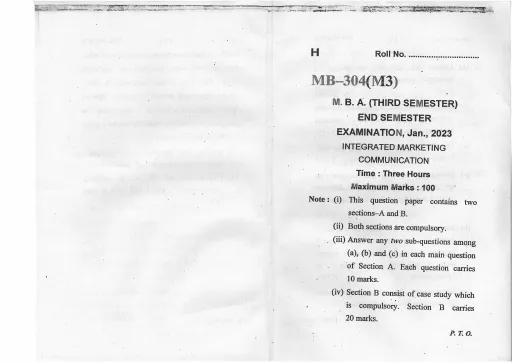 H Roll No. ................................
MB–304(M3)
M. B. A. (THIRD SEMESTER)
END SEMESTER
EXAMINATION, Jan., 2023
INTEGRATED MARKETING
COMMUNICATION
Time : Three Hours
Maximum Marks : 100
Note : (i) This question paper contains two
sections–A and B.
(ii) Both sections are compulsory.
(iii) Answer any two sub-questions among
(a), (b) and (c) in each main question
of Section A. Each question carries
10 marks.
(iv) Section B consist of case study which
is compulsory. Section B carries
20 marks.
P. T. O.